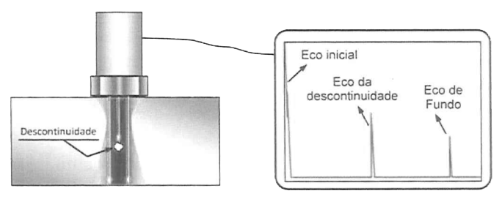 Descontinuidade
Eco inicial
Eco da
descontinuidade
Eco de
Fundo